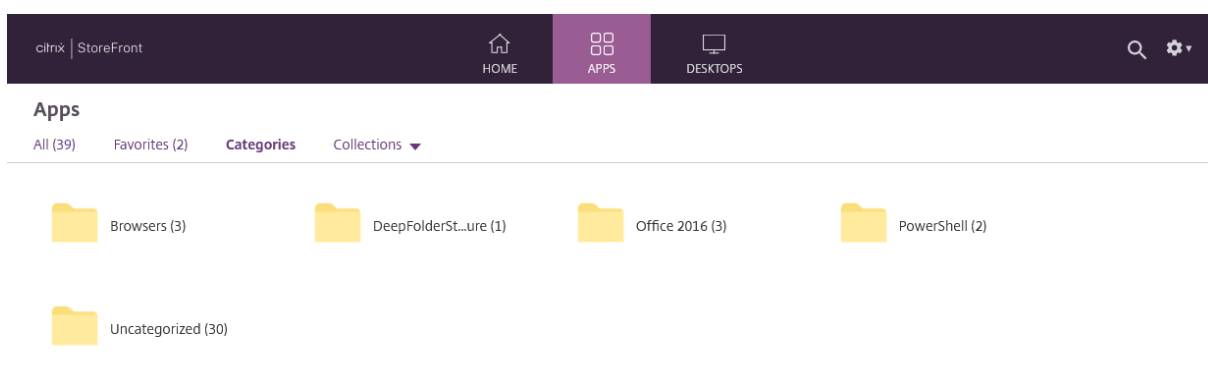 citrix | StoreFront
HOME
APPS
DESKTOPS
Apps
All (39) Favorites (2) Categories Collections
Browsers (3) DeepFolderSt...ure (1) Office 2016 (3) PowerShell (2)
Uncategorized (30)